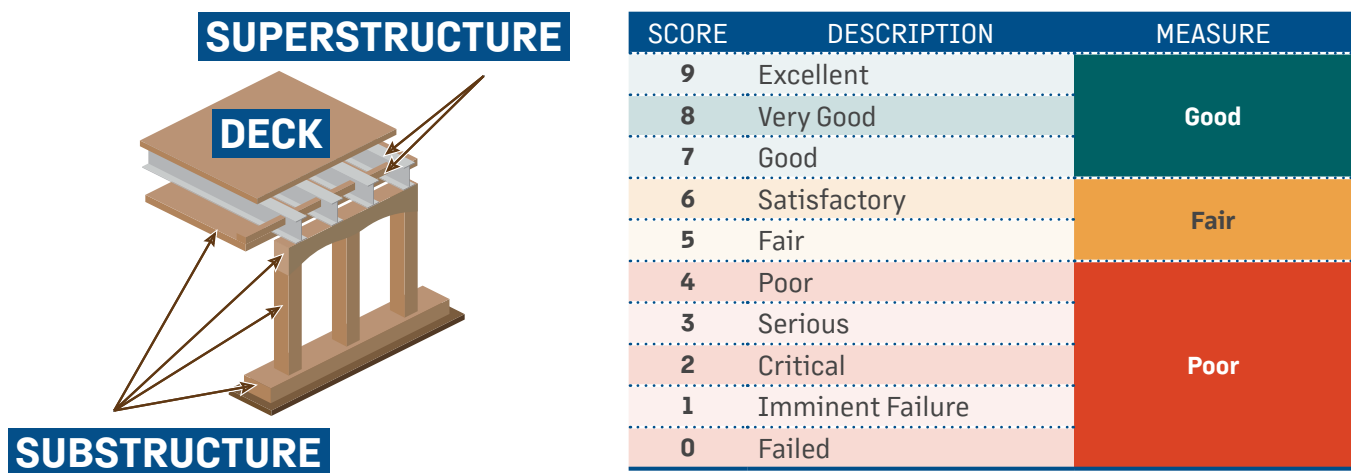 SUPERSTRUCTURE
DECK
SUBSTRUCTURE
SCORE DESCRIPTION MEASURE
9 Excellent
8 Very Good
7 Good
Good
6 Satisfactory
5 Fair
Fair
4 Poor
3 Serious
2 Critical
1 Imminent Failure
0 Failed
Poor